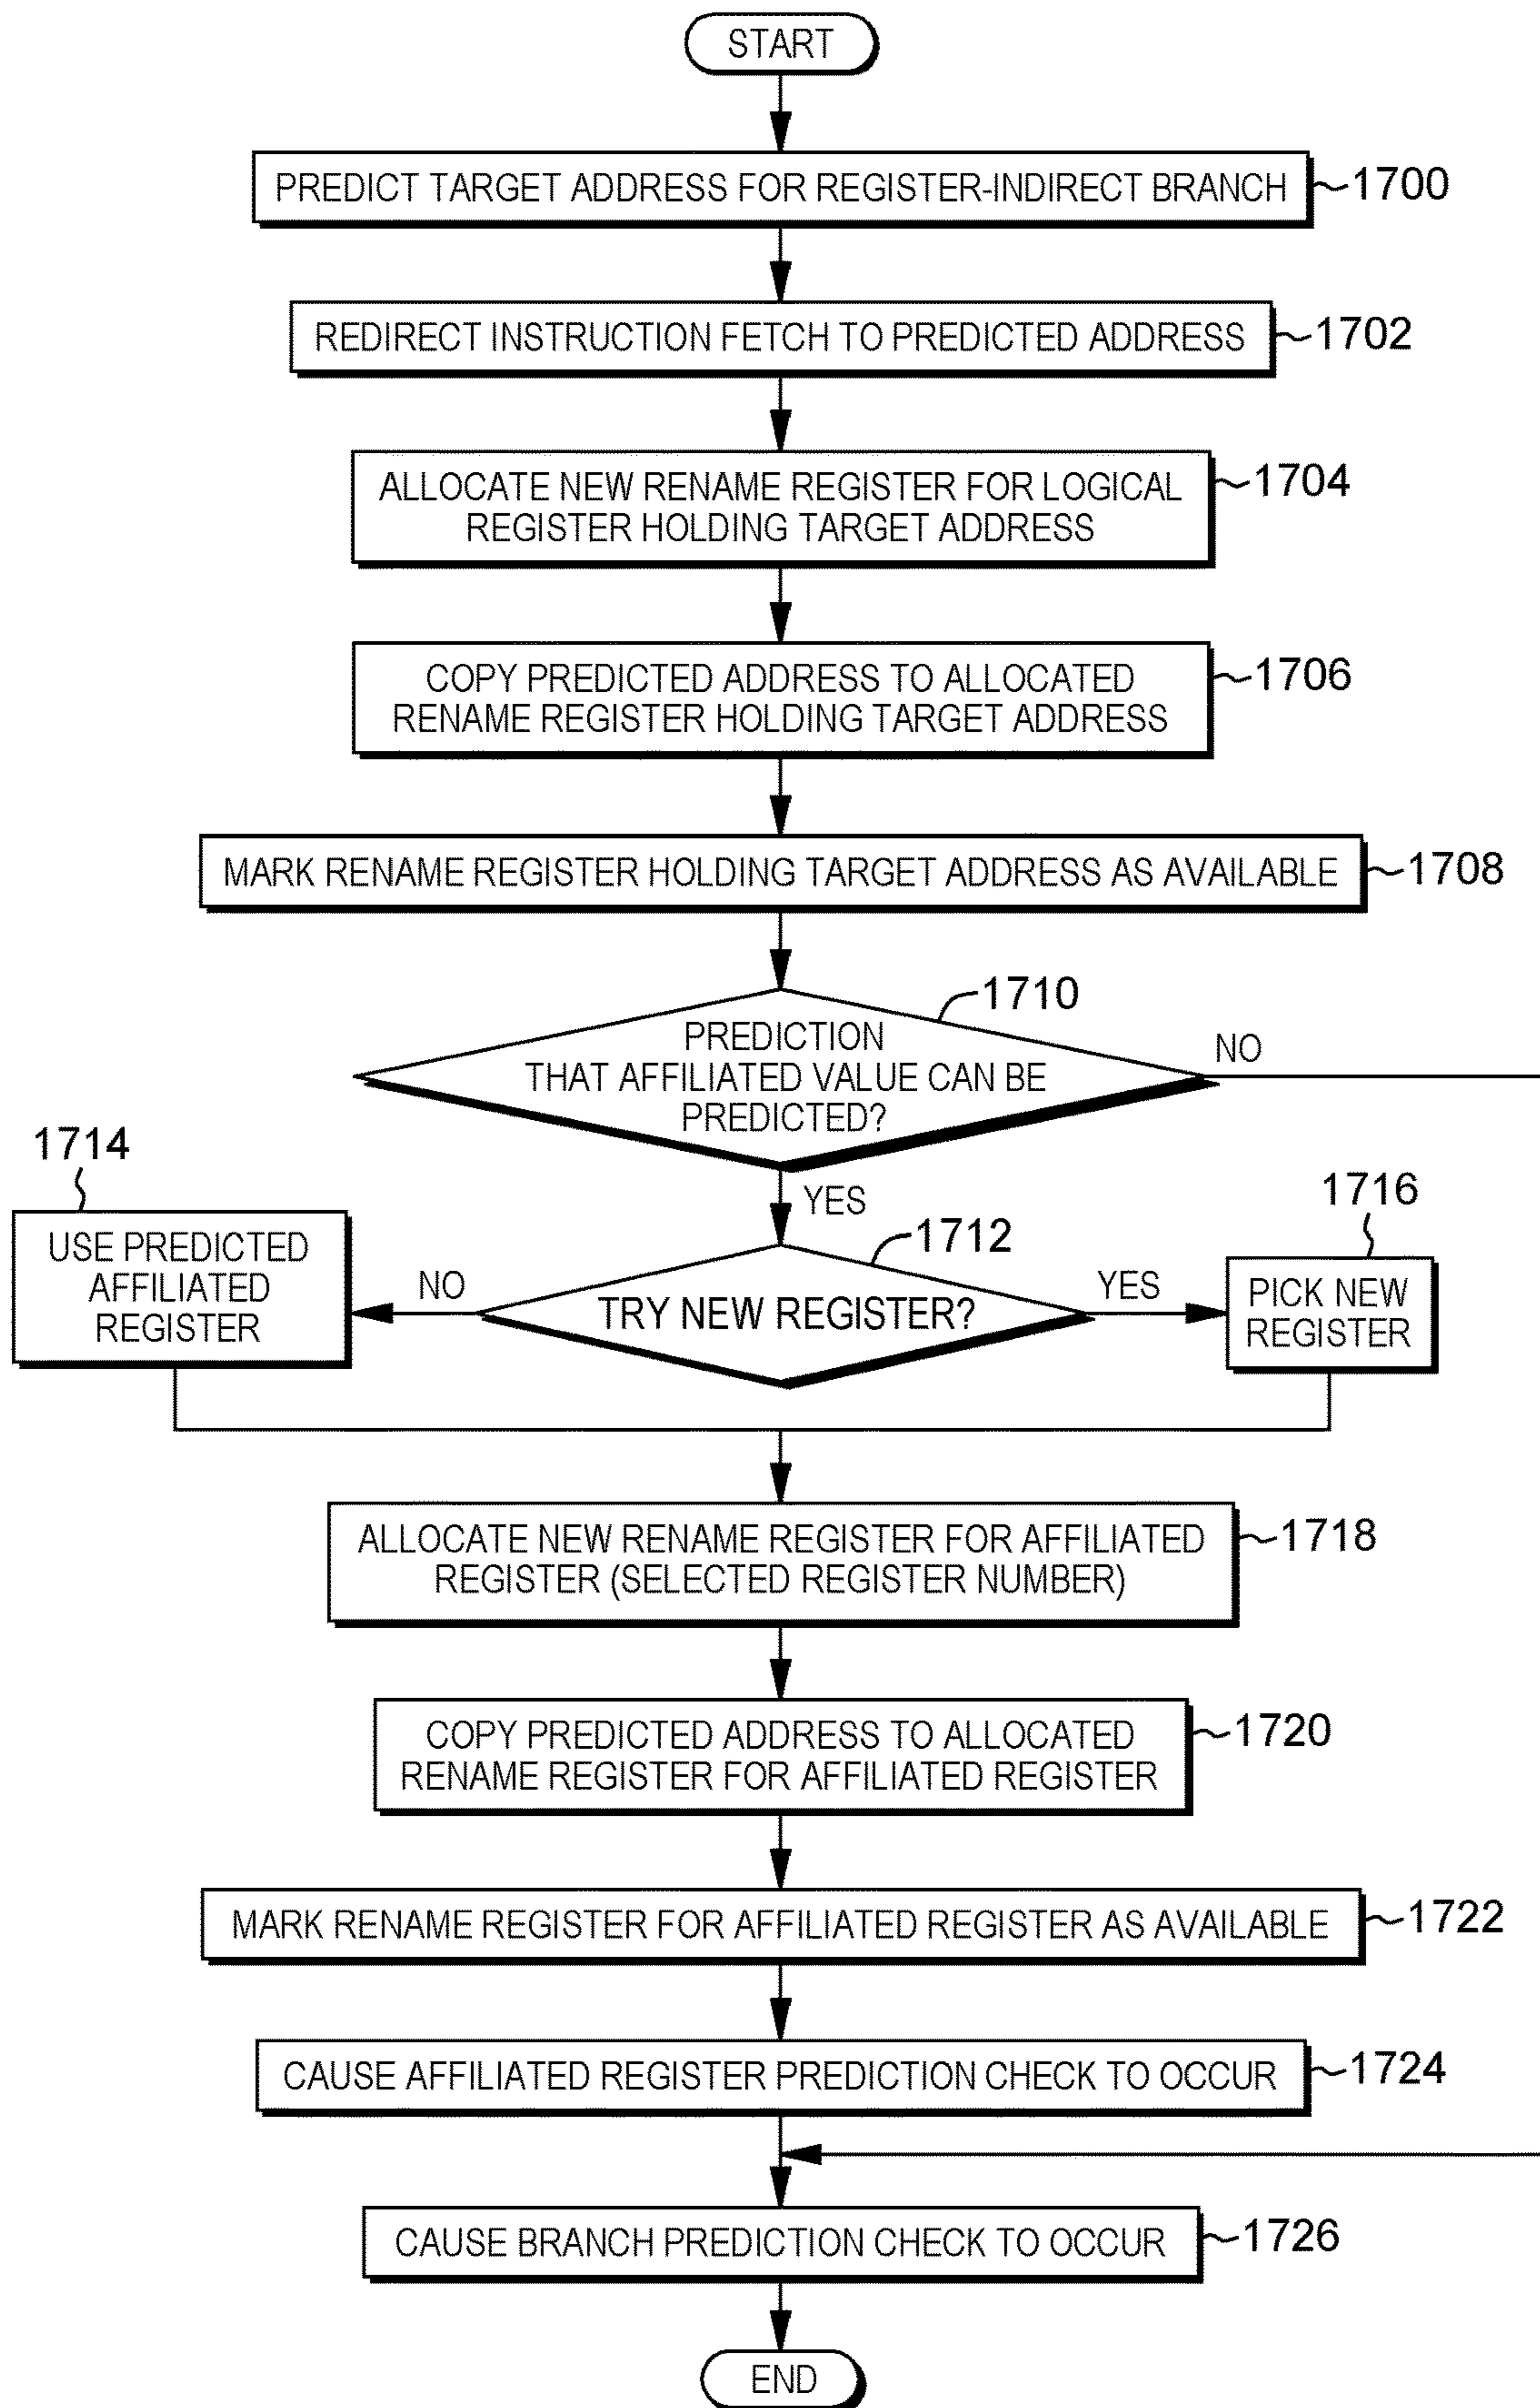 START
PREDICT TARGET ADDRESS FOR REGISTER-INDIRECT BRANCH
1700
REDIRECT INSTRUCTION FETCH TO PREDICTED ADDRESS
1702
ALLOCATE NEW RENAME REGISTER FOR LOGICAL
REGISTER HOLDING TARGET ADDRESS
1704
COPY PREDICTED ADDRESS TO ALLOCATED
RENAME REGISTER HOLDING TARGET ADDRESS
1706
MARK RENAME REGISTER HOLDING TARGET ADDRESS AS AVAILABLE
1708
1710
PREDICTION
THAT AFFILIATED VALUE CAN BE
PREDICTED?
NO
YES
1714
USE PREDICTED
AFFILIATED
REGISTER
NO
1712
TRY NEW REGISTER?
YES
1716
PICK NEW
REGISTER
ALLOCATE NEW RENAME REGISTER FOR AFFILIATED
REGISTER (SELECTED REGISTER NUMBER)
1718
COPY PREDICTED ADDRESS TO ALLOCATED
RENAME REGISTER FOR AFFILIATED REGISTER
1720
MARK RENAME REGISTER FOR AFFILIATED REGISTER AS AVAILABLE
1722
CAUSE AFFILIATED REGISTER PREDICTION CHECK TO OCCUR
1724
CAUSE BRANCH PREDICTION CHECK TO OCCUR
1726
END